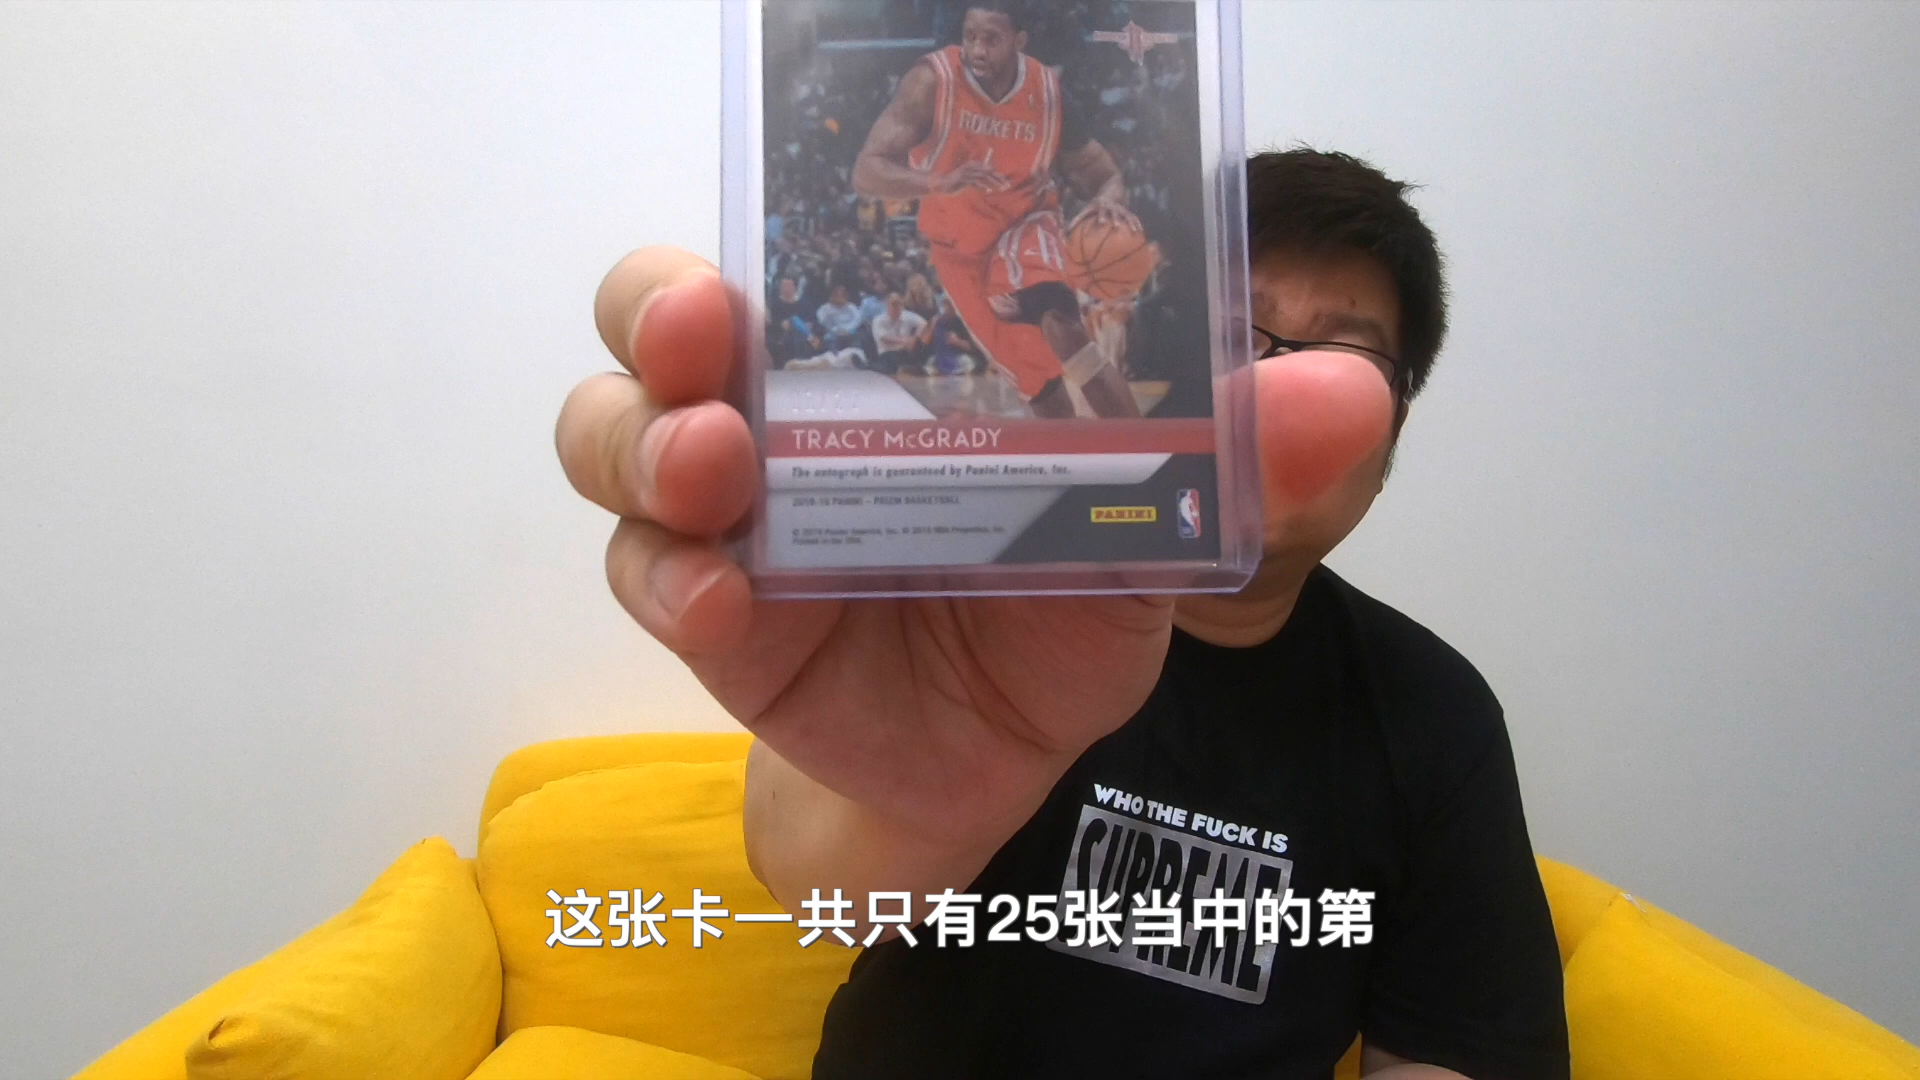 ROCKETS
TRACY McGRADY
The autograph is guaranteed by Panini America, Inc.
PANINI
WHO THE FUCK IS
SUPREME
这张卡一共只有25张当中的第